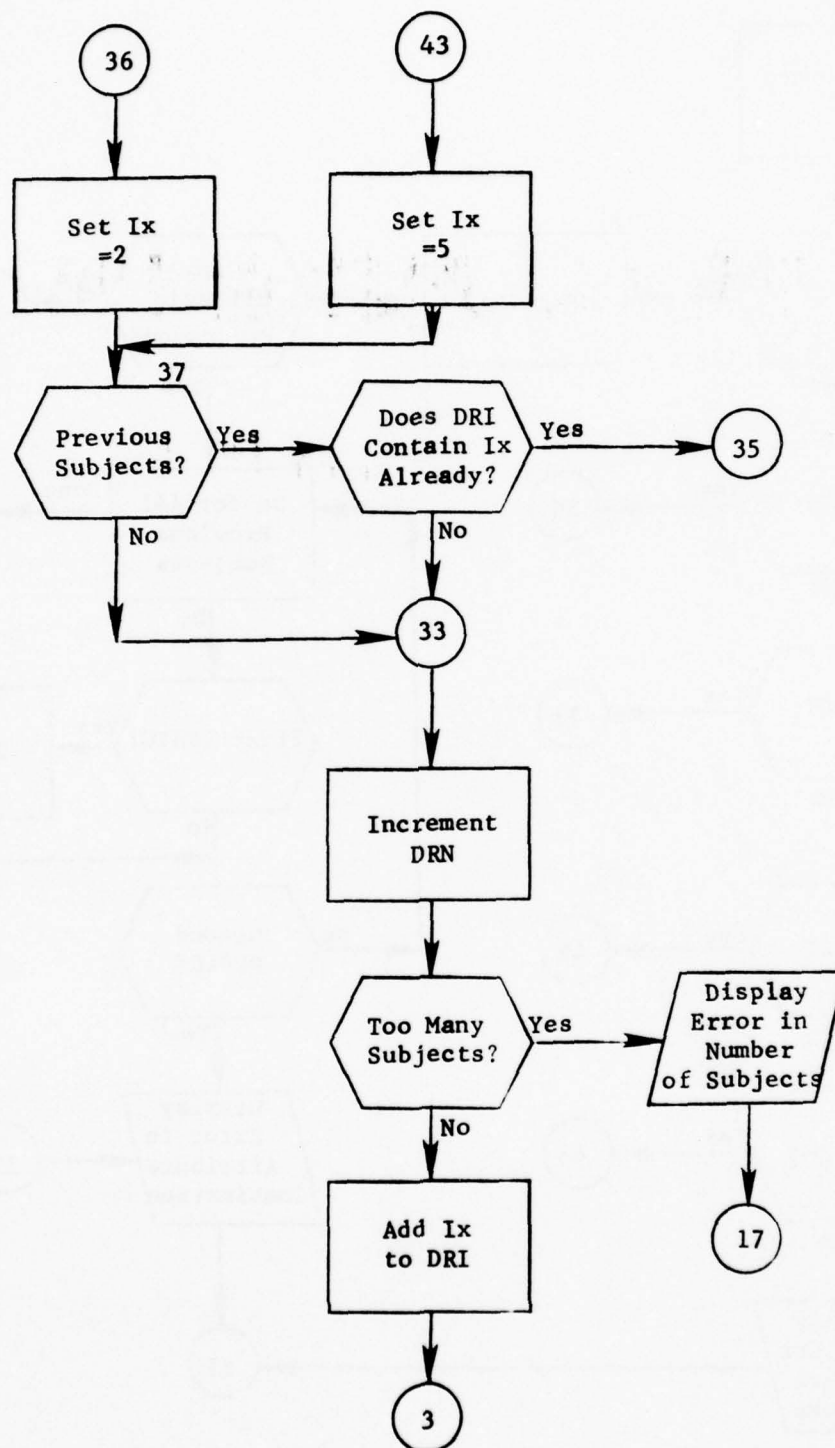 36
43
Set Ix
=2
Set Ix
=5
37
Previous
Subjects?
Yes
Does DRI
Contain Ix
Already?
Yes
35
No
No
33
Increment
DRN
Too Many
Subjects?
Yes
Display
Error in
Number
of Subjects
No
Add Ix
to DRI
17
3